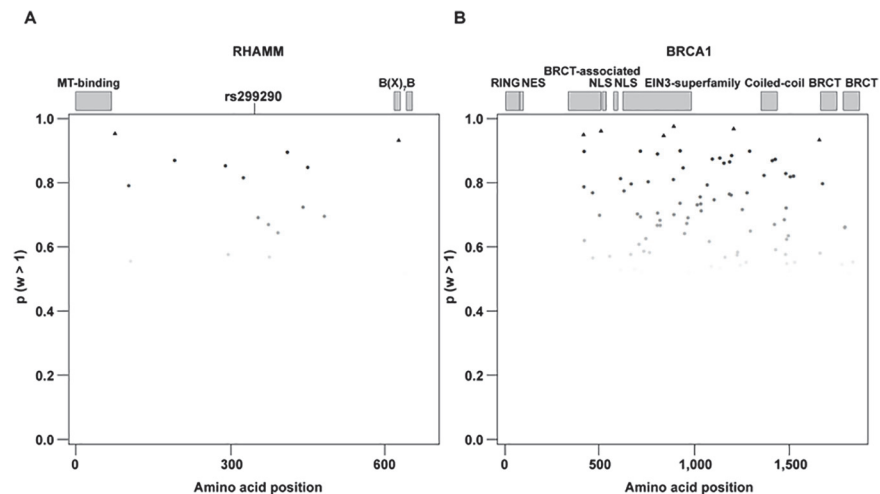 A
RHAMM
MT-binding
rs299290
B(X)7B
1.0
0.8
0.6
0.4
0.2
0.0
p (w > 1)
0
300
600
Amino acid position
B
BRCA1
BRCT-associated
RING NES NLS NLS EIN3-superfamily Coiled-coil BRCT BRCT
1.0
0.8
0.6
0.4
0.2
0.0
p (w > 1)
0
500
1,000
1,500
Amino acid position